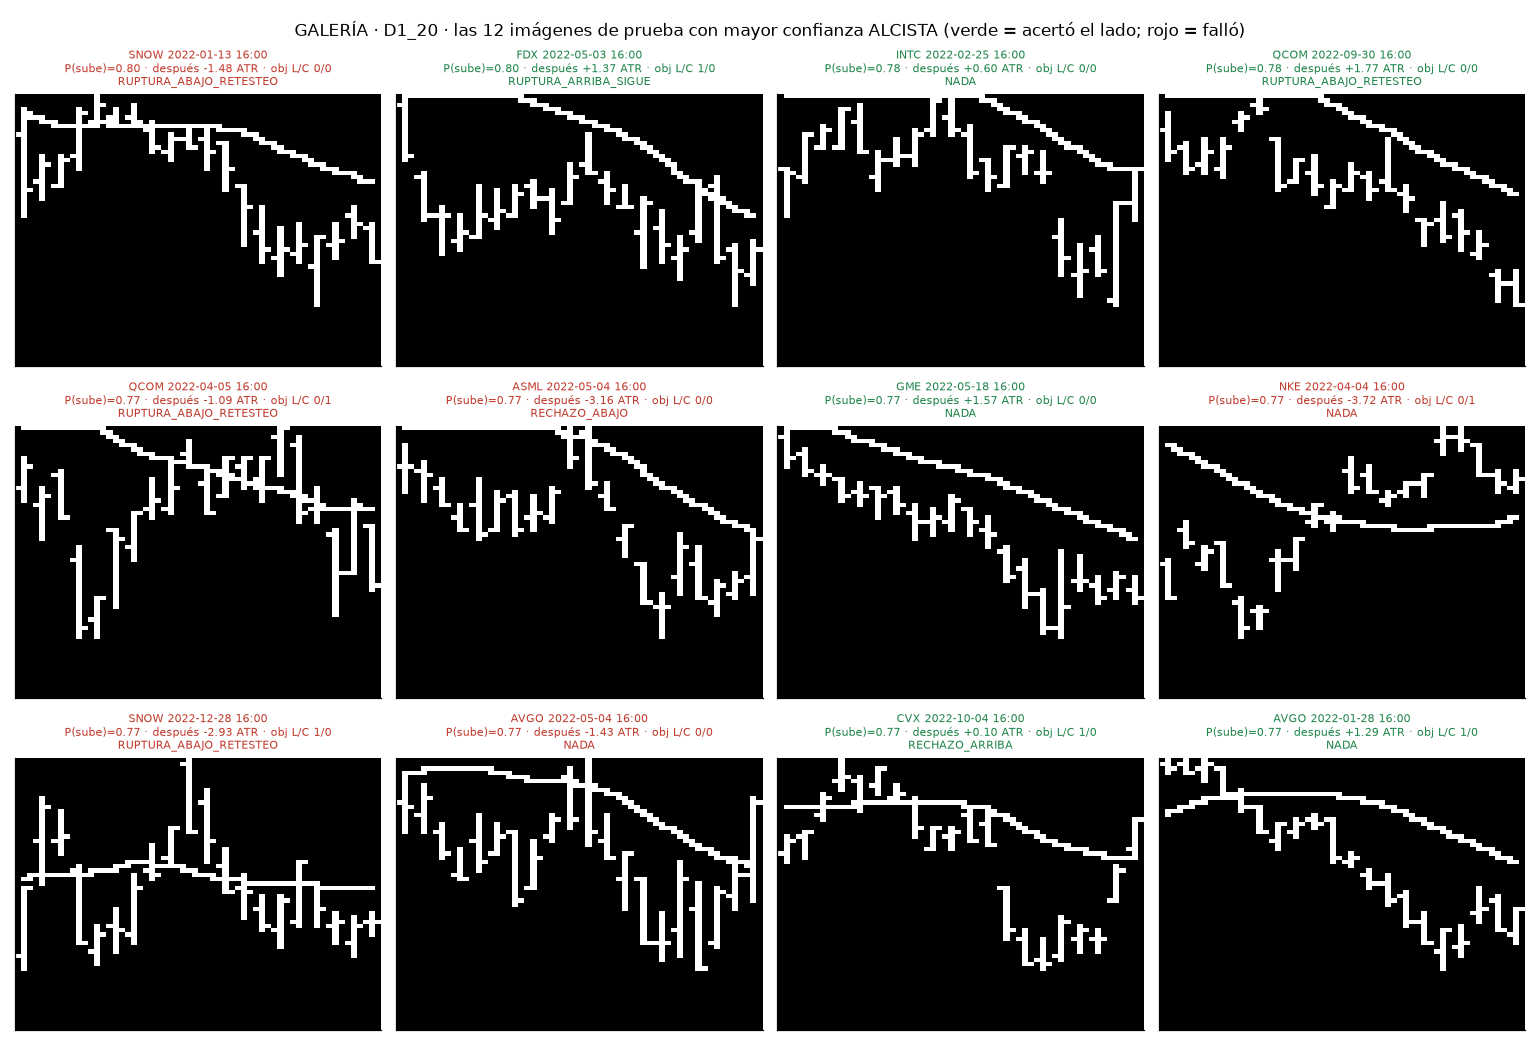 GALERÍA · D1_20 · las 12 imágenes de prueba con mayor confianza ALCISTA (verde = acertó el lado; rojo = falló)
SNOW 2022-01-13 16:00
P(sube)=0.80 · después -1.48 ATR · obj L/C 0/0
RUPTURA_ABAJO_RETESTEO
FDX 2022-05-03 16:00
P(sube)=0.80 · después +1.37 ATR · obj L/C 1/0
RUPTURA_ARRIBA_SIGUE
INTC 2022-02-25 16:00
P(sube)=0.78 · después +0.60 ATR · obj L/C 0/0
NADA
QCOM 2022-09-30 16:00
P(sube)=0.78 · después +1.77 ATR · obj L/C 0/0
RUPTURA_ABAJO_RETESTEO
QCOM 2022-04-05 16:00
P(sube)=0.77 · después -1.09 ATR · obj L/C 0/1
RUPTURA_ABAJO_RETESTEO
ASML 2022-05-04 16:00
P(sube)=0.77 · después -3.16 ATR · obj L/C 0/0
RECHAZO_ABAJO
GME 2022-05-18 16:00
P(sube)=0.77 · después +1.57 ATR · obj L/C 0/0
NADA
NKE 2022-04-04 16:00
P(sube)=0.77 · después -3.72 ATR · obj L/C 0/1
NADA
SNOW 2022-12-28 16:00
P(sube)=0.77 · después -2.93 ATR · obj L/C 1/0
RUPTURA_ABAJO_RETESTEO
AVGO 2022-05-04 16:00
P(sube)=0.77 · después -1.43 ATR · obj L/C 0/0
NADA
CVX 2022-10-04 16:00
P(sube)=0.77 · después +0.10 ATR · obj L/C 1/0
RECHAZO_ARRIBA
AVGO 2022-01-28 16:00
P(sube)=0.77 · después +1.29 ATR · obj L/C 1/0
NADA